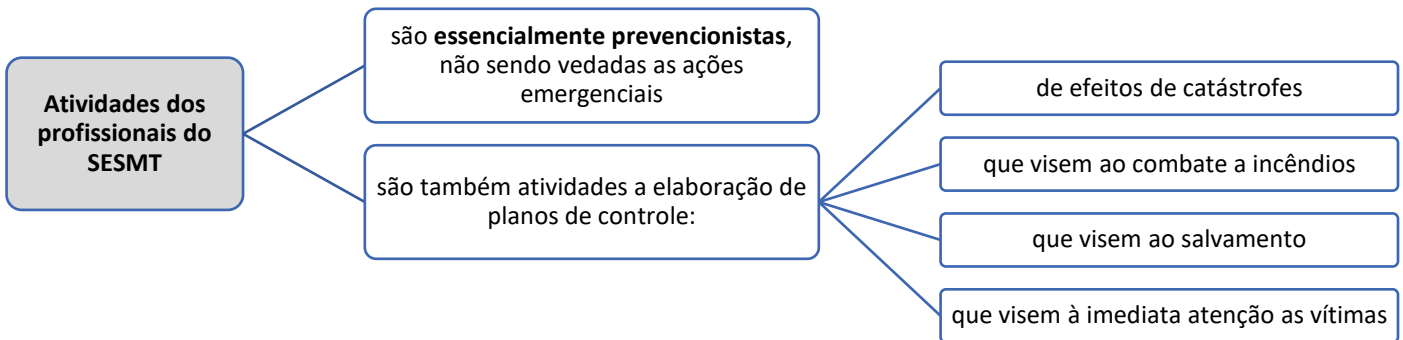 Atividades dos
profissionais do
SESMT
são essencialmente prevencionistas,
não sendo vedadas as ações
emergenciais
são também atividades a elaboração de
planos de controle:
de efeitos de catástrofes
que visem ao combate a incêndios
que visem ao salvamento
que visem à imediata atenção as vítimas